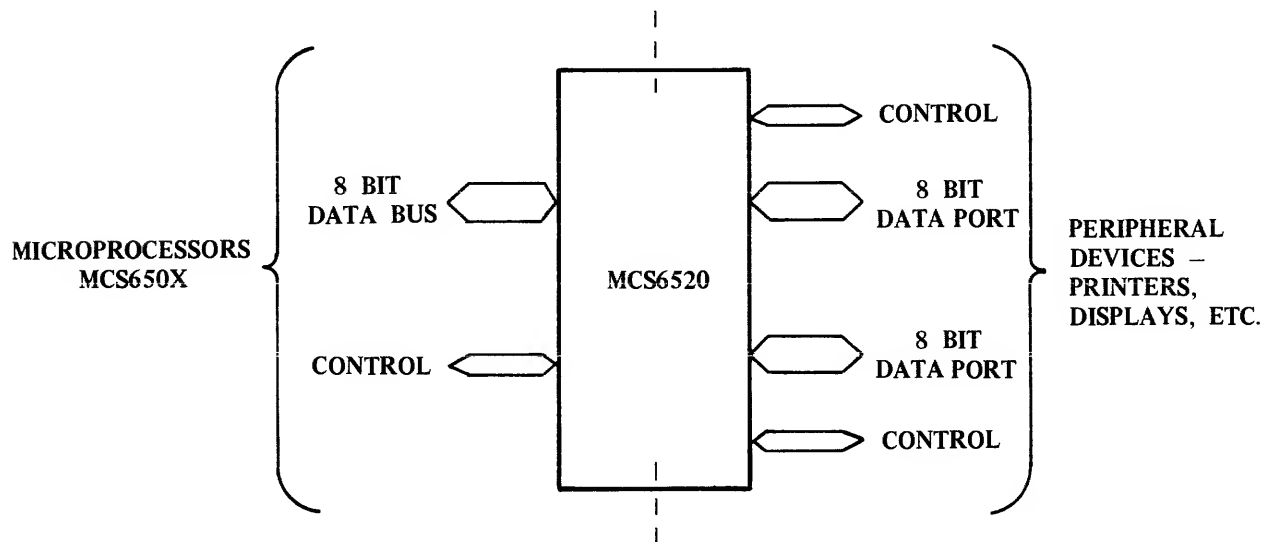 MICROPROCESSORS
MCS650X
8 BIT
DATA BUS
CONTROL
MCS6520
CONTROL
8 BIT
DATA PORT
8 BIT
DATA PORT
CONTROL
PERIPHERAL
DEVICES –
PRINTERS,
DISPLAYS, ETC.